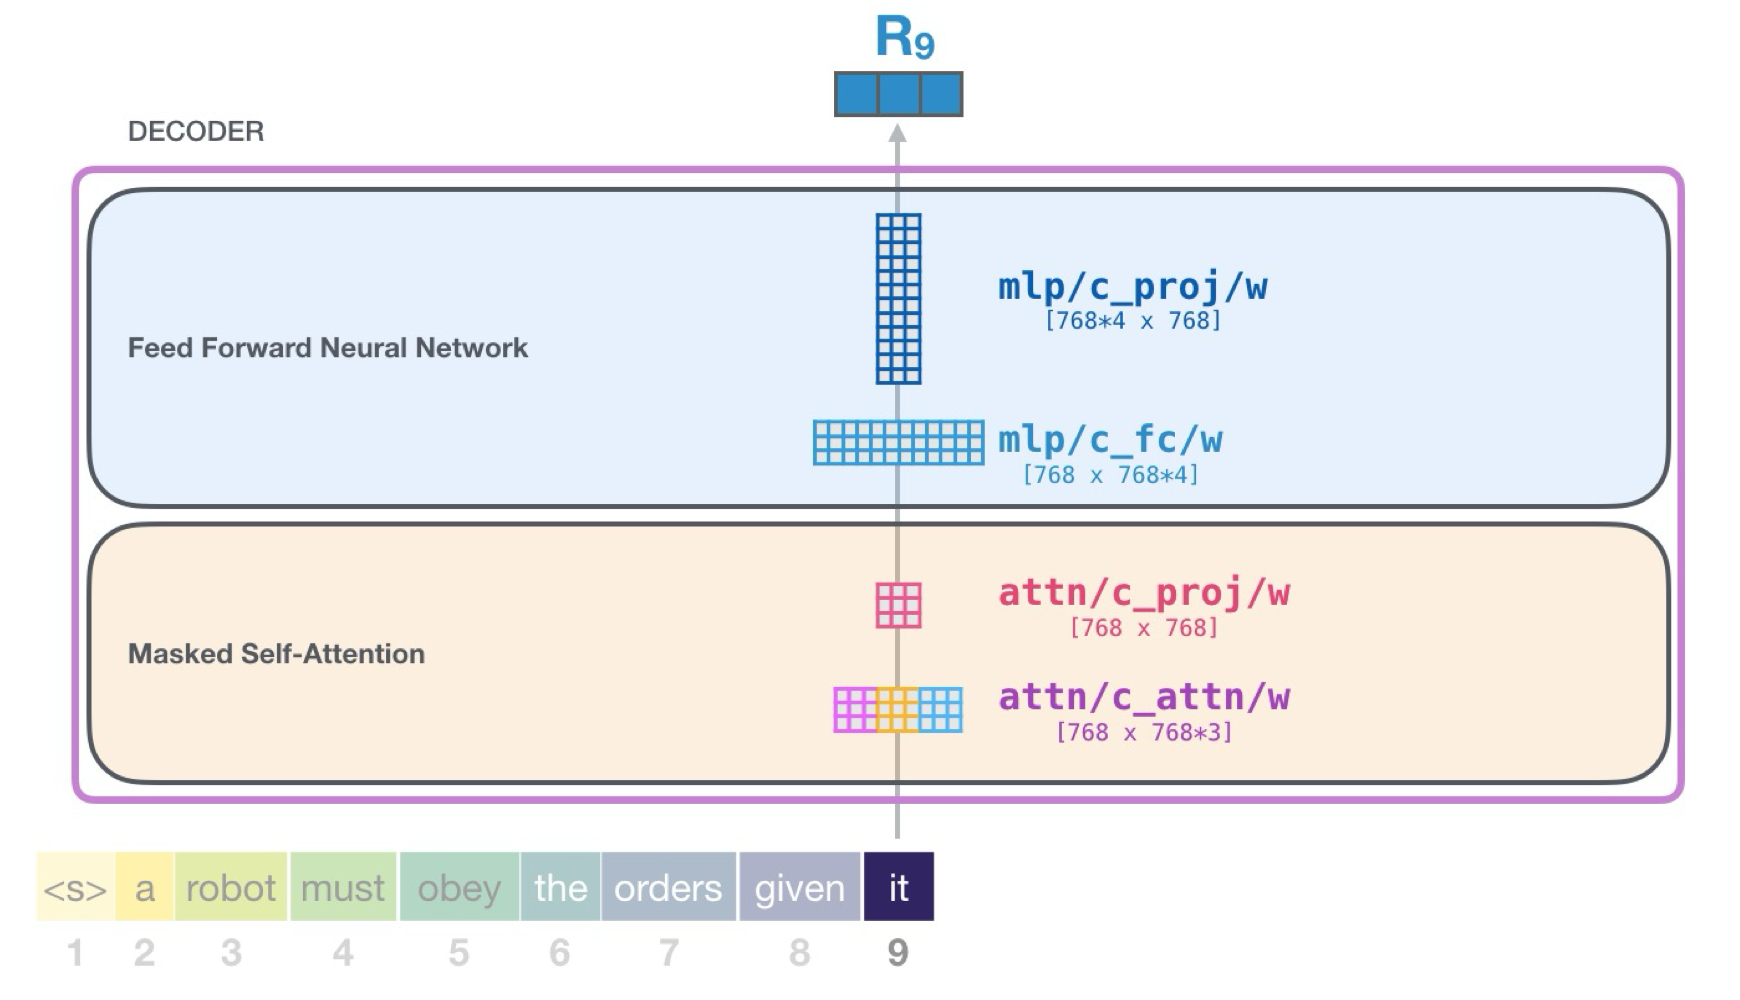 R9
DECODER
mlp/c_proj/w
[768*4 x 768]
Feed Forward Neural Network
mlp/c_fc/w
[768 x 768*4]
attn/c_proj/w
[768 x 768]
Masked Self-Attention
attn/c_attn/w
[768 x 768*3]
<s> a robot must obey the orders given it
1 2 3 4 5 6 7 8 9